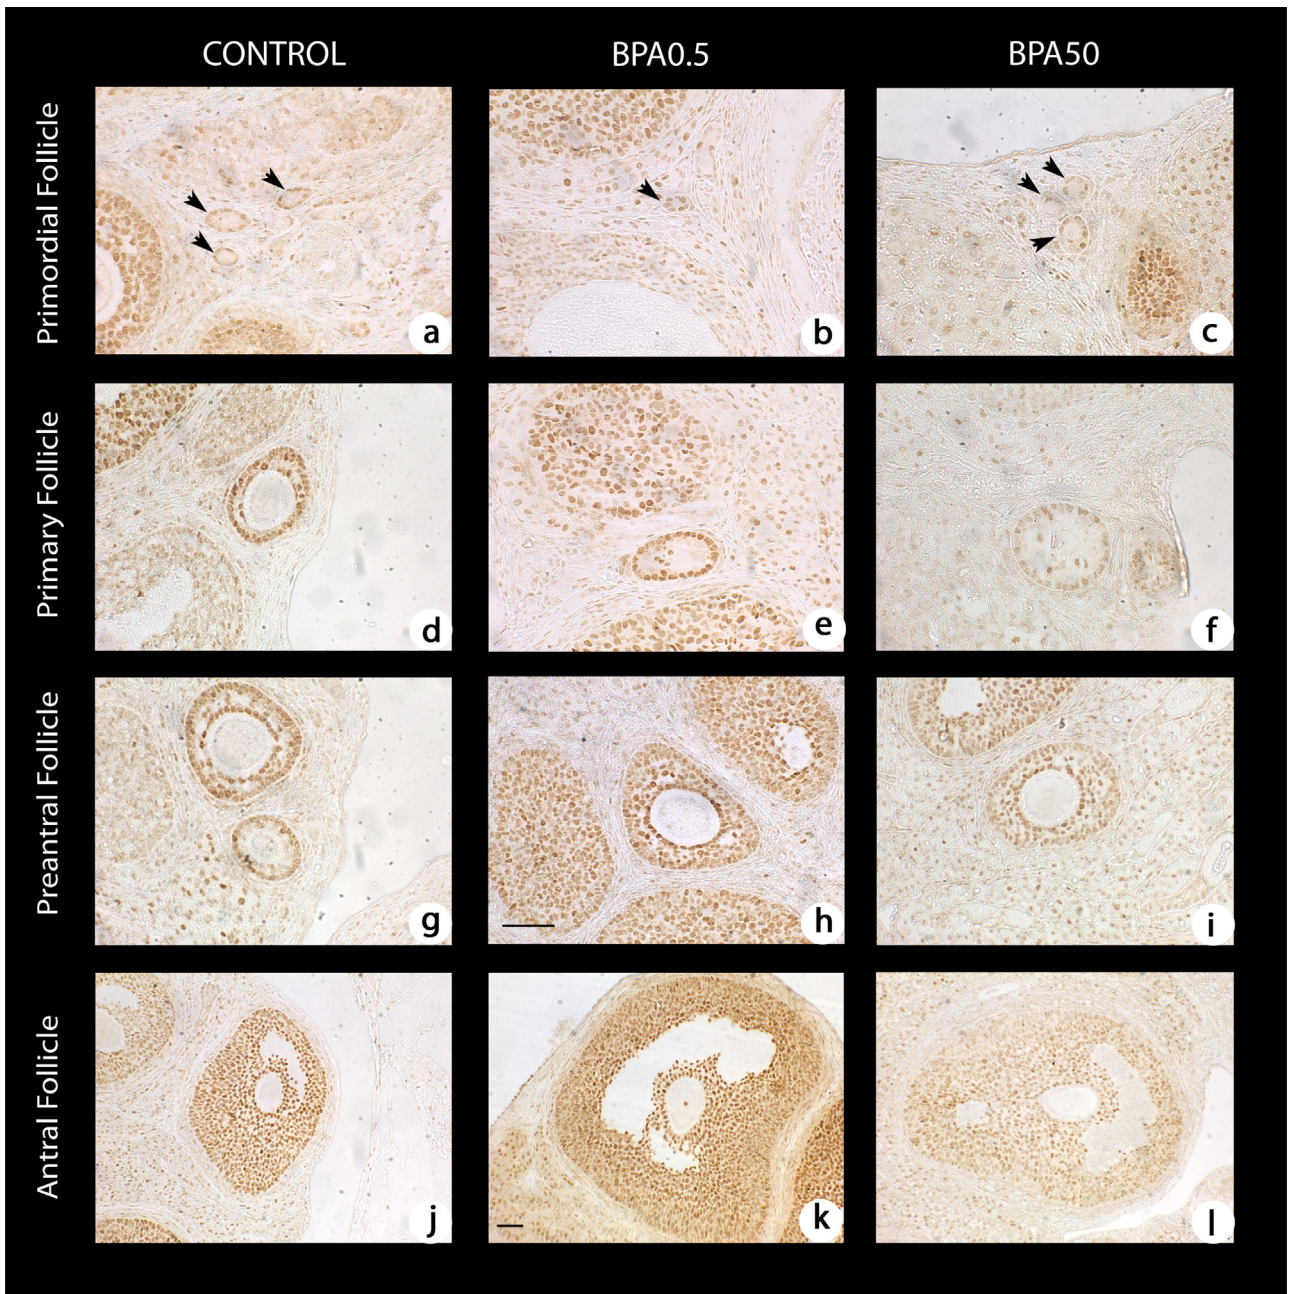 CONTROL BPA0.5 BPA50
Primordial Follicle
a b c
Primary Follicle
d e f
Preantral Follicle
g h i
Antral Follicle
j k l